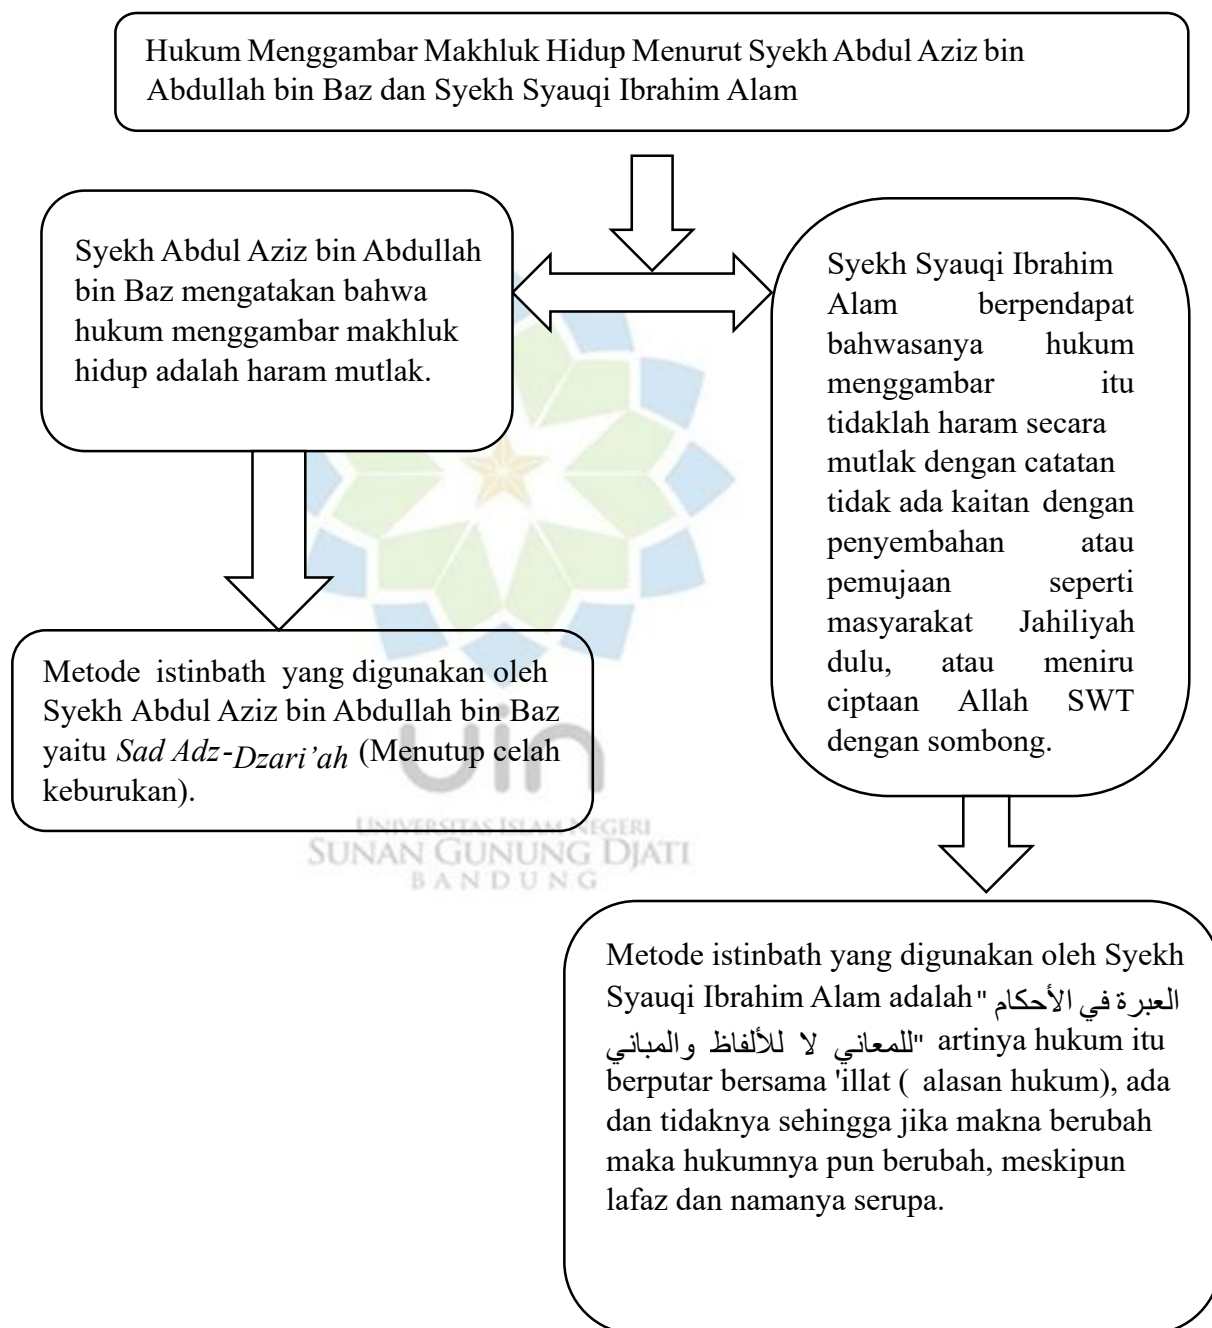 Hukum Menggambar Makhluk Hidup Menurut Syekh Abdul Aziz bin
Abdullah bin Baz dan Syekh Syauqi Ibrahim Alam
Syekh Abdul Aziz bin Abdullah
bin Baz mengatakan bahwa
hukum menggambar makhluk
hidup adalah haram mutlak.
Syekh Syauqi Ibrahim
Alam berpendapat
bahwasanya hukum
menggambar itu
tidaklah haram secara
mutlak dengan catatan
tidak ada kaitan dengan
penyembahan atau
pemujaan seperti
masyarakat Jahiliyah
dulu, atau meniru
ciptaan Allah SWT
dengan sombong.
Metode istinbath yang digunakan oleh
Syekh Abdul Aziz bin Abdullah bin Baz
yaitu Sad Adz-Dzari’ah (Menutup celah
keburukan).
uin
UNIVERSITAS ISLAM NEGERI
SUNAN GUNUNG DJATI
BANDUNG
Metode istinbath yang digunakan oleh Syekh
Syauqi Ibrahim Alam adalah "العبرة في الأحكام
للمعاني لا للألفاظ والمباني" artinya hukum itu
berputar bersama 'illat ( alasan hukum), ada
dan tidaknya sehingga jika makna berubah
maka hukumnya pun berubah, meskipun
lafaz dan namanya serupa.